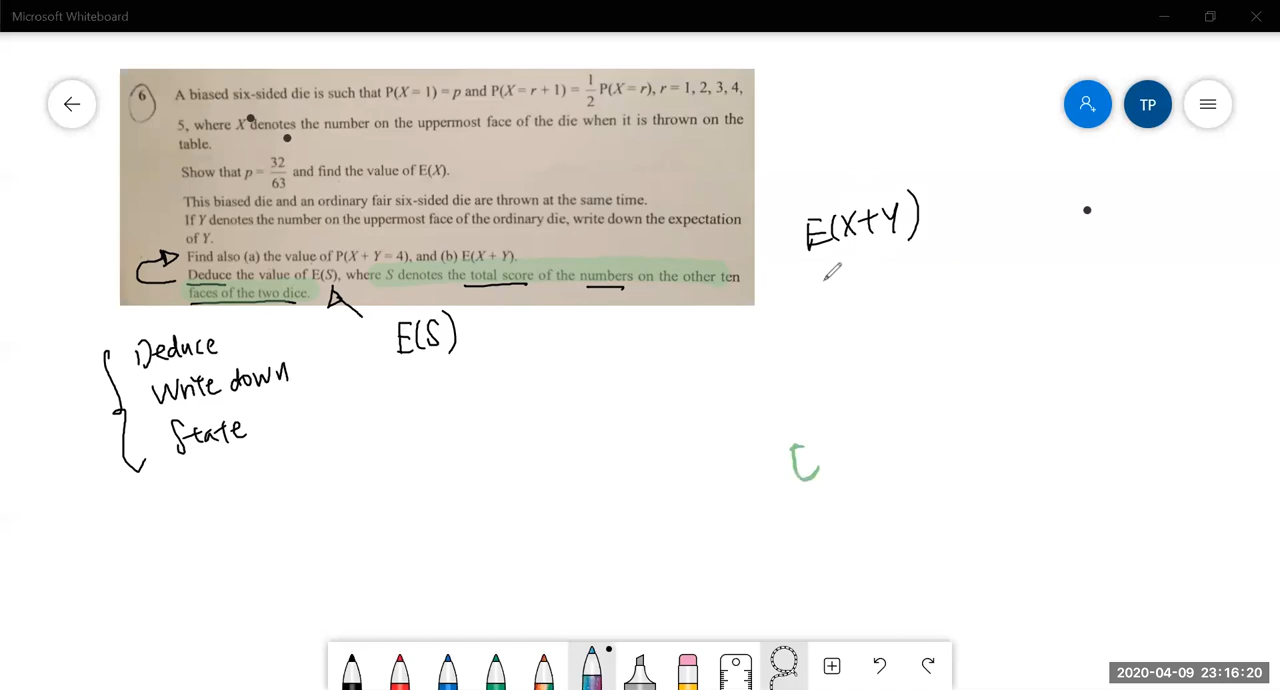 Microsoft Whiteboard
6 A biased six-sided die is such that P(X = 1) = p and P(X = r + 1) = 1/2 P(X = r), r = 1, 2, 3, 4,
5, where X denotes the number on the uppermost face of the die when it is thrown on the
table.
Show that p = 32/63 and find the value of E(X).
This biased die and an ordinary fair six-sided die are thrown at the same time.
If Y denotes the number on the uppermost face of the ordinary die, write down the expectation
of Y.
Find also (a) the value of P(X + Y = 4), and (b) E(X + Y).
Deduce the value of E(S), where S denotes the total score of the numbers on the other ten
faces of the two dice.
TP
E(X+Y)
E(S)
Deduce
Write down
State
2020-04-09 23:16:20